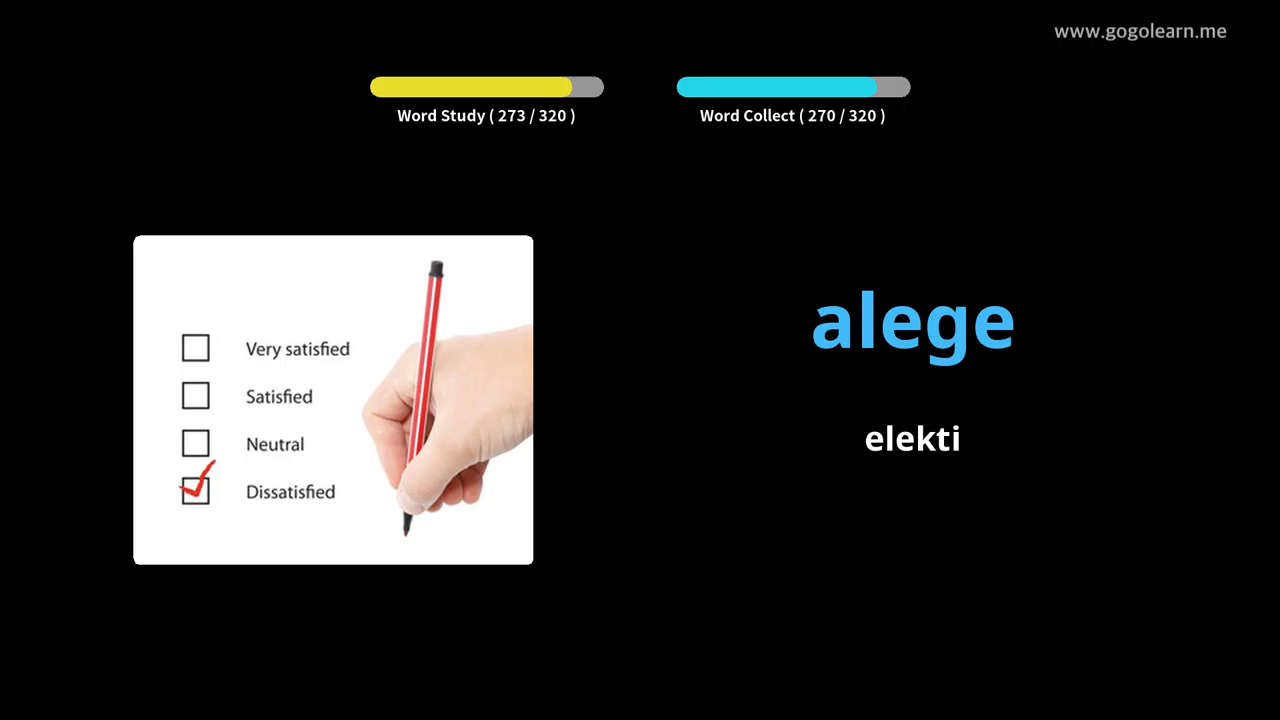 www.gogolearn.me
Word Study ( 273 / 320 )
Word Collect ( 270 / 320 )
Very satisfied
Satisfied
Neutral
Dissatisfied
alege
elekti